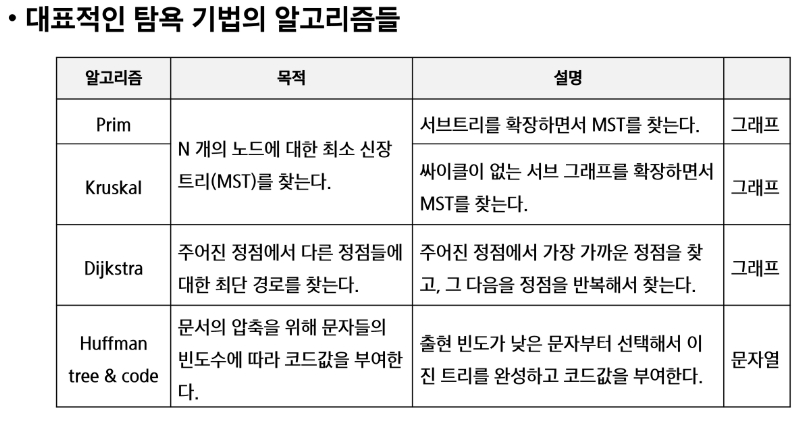 • 대표적인 탐욕 기법의 알고리즘들
알고리즘 목적 설명
Prim
N 개의 노드에 대한 최소 신장
트리(MST)를 찾는다.
서브트리를 확장하면서 MST를 찾는다.
그래프
Kruskal
싸이클이 없는 서브 그래프를 확장하면서
MST를 찾는다.
그래프
Dijkstra
주어진 정점에서 다른 정점들에
대한 최단 경로를 찾는다.
주어진 정점에서 가장 가까운 정점을 찾
고, 그 다음을 정점을 반복해서 찾는다.
그래프
Huffman
tree & code
문서의 압축을 위해 문자들의
빈도수에 따라 코드값을 부여한
다.
출현 빈도가 낮은 문자부터 선택해서 이
진 트리를 완성하고 코드값을 부여한다.
문자열